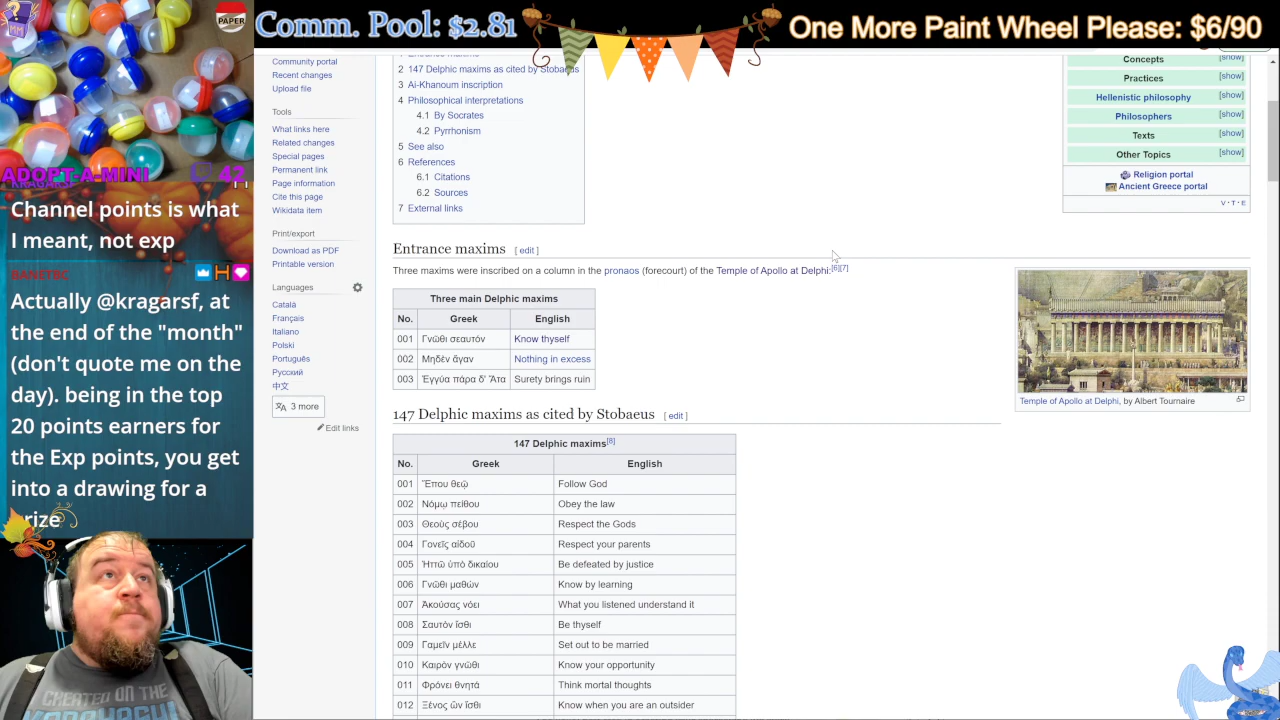 PAPER
Comm. Pool: $2.81
One More Paint Wheel Please: $6/90
ADOPT-A-MINI
42
KRAGARSF
Channel points is what
I meant, not exp
BANETBC
Actually @kragarsf, at
the end of the "month"
(don't quote me on the
day). being in the top
20 points earners for
the Exp points, you get
into a drawing for a
prize
CREATED ON THE
Community portal
Recent changes
Upload file
Tools
What links here
Related changes
Special pages
Permanent link
Page information
Cite this page
Wikidata item
Print/export
Download as PDF
Printable version
Languages
Català
Français
Italiano
Polski
Português
Русский
中文
3 more
Edit links
2 147 Delphic maxims as cited by Stobaeus
3 Ai-Khanoum inscription
4 Philosophical interpretations
4.1 By Socrates
4.2 Pyrrhonism
5 See also
6 References
6.1 Citations
6.2 Sources
7 External links
Entrance maxims [ edit ]
Three maxims were inscribed on a column in the pronaos (forecourt) of the Temple of Apollo at Delphi:[6][7]
Three main Delphic maxims
No. Greek English
001 Γνῶθι σεαυτόν Know thyself
002 Μηδὲν ἄγαν Nothing in excess
003 Ἐγγύα πάρα δ' Ἄτα Surety brings ruin
147 Delphic maxims as cited by Stobaeus [ edit ]
147 Delphic maxims[8]
No. Greek English
001 Ἕπου θεῷ Follow God
002 Νόμῳ πείθου Obey the law
003 Θεοὺς σέβου Respect the Gods
004 Γονεῖς αἰδοῦ Respect your parents
005 Ἡττῶ ὑπὸ δικαίου Be defeated by justice
006 Γνῶθι μαθών Know by learning
007 Ἀκούσας νόει What you listened understand it
008 Σαυτὸν ἴσθι Be thyself
009 Γαμεῖν μέλλε Set out to be married
010 Καιρὸν γνῶθι Know your opportunity
011 Φρόνει θνητά Think mortal thoughts
012 Ξένος ὢν ἴσθι Know when you are an outsider
Concepts [show]
Practices [show]
Hellenistic philosophy [show]
Philosophers [show]
Texts [show]
Other Topics [show]
Religion portal
Ancient Greece portal
V · T · E
Temple of Apollo at Delphi, by Albert Tournaire